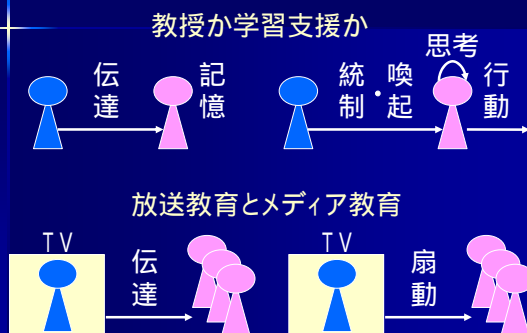 教授か学習支援か
伝達
記憶
統制・喚起
思考
行動
放送教育とメディア教育
TV
伝達
TV
扇動